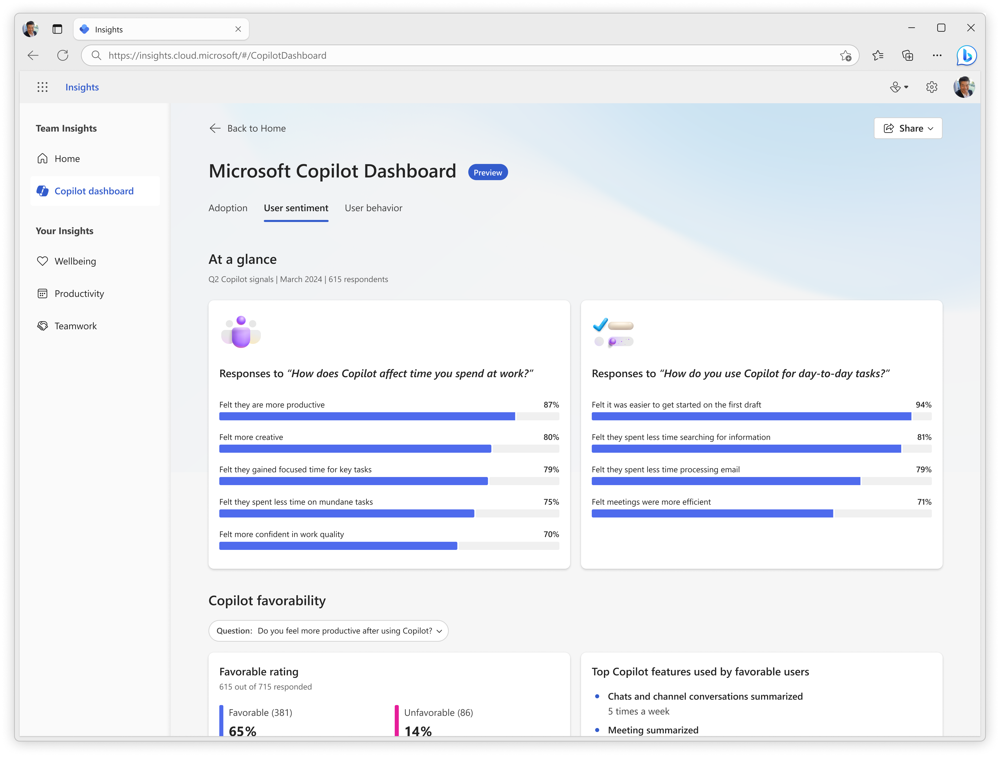 Insights
https://insights.cloud.microsoft/#/CopilotDashboard
Insights
Team Insights
Home
Copilot dashboard
Your Insights
Wellbeing
Productivity
Teamwork
Back to Home
Share
Microsoft Copilot Dashboard Preview
Adoption User sentiment User behavior
At a glance
Q2 Copilot signals | March 2024 | 615 respondents
Responses to “How does Copilot affect time you spend at work?”
Felt they are more productive 87%
Felt more creative 80%
Felt they gained focused time for key tasks 79%
Felt they spent less time on mundane tasks 75%
Felt more confident in work quality 70%
Responses to “How do you use Copilot for day-to-day tasks?”
Felt it was easier to get started on the first draft 94%
Felt they spent less time searching for information 81%
Felt they spent less time processing email 79%
Felt meetings were more efficient 71%
Copilot favorability
Question: Do you feel more productive after using Copilot?
Favorable rating
615 out of 715 responded
Favorable (381)
65%
Unfavorable (86)
14%
Top Copilot features used by favorable users
Chats and channel conversations summarized
5 times a week
Meeting summarized